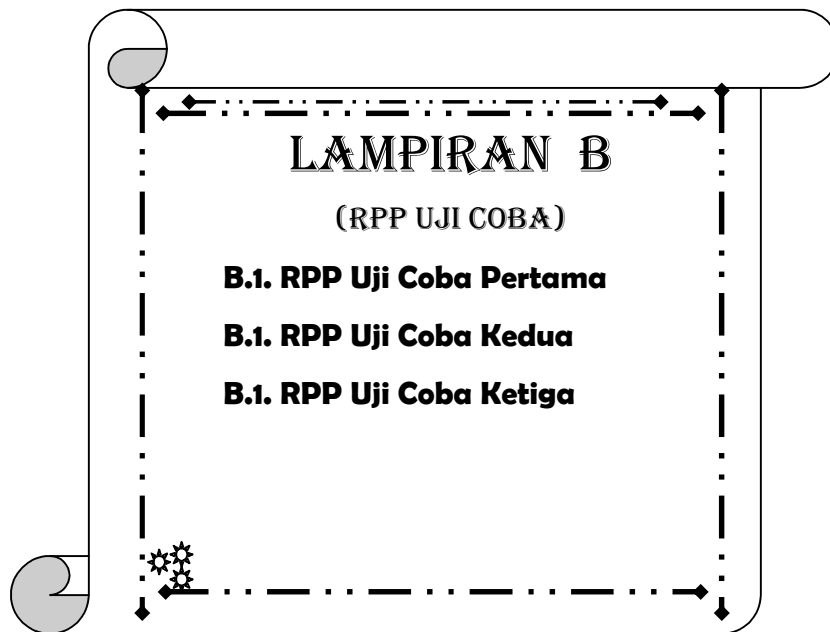 LAMPIRAN B
(RPP UJI COBA)
B.1. RPP Uji Coba Pertama
B.1. RPP Uji Coba Kedua
B.1. RPP Uji Coba Ketiga